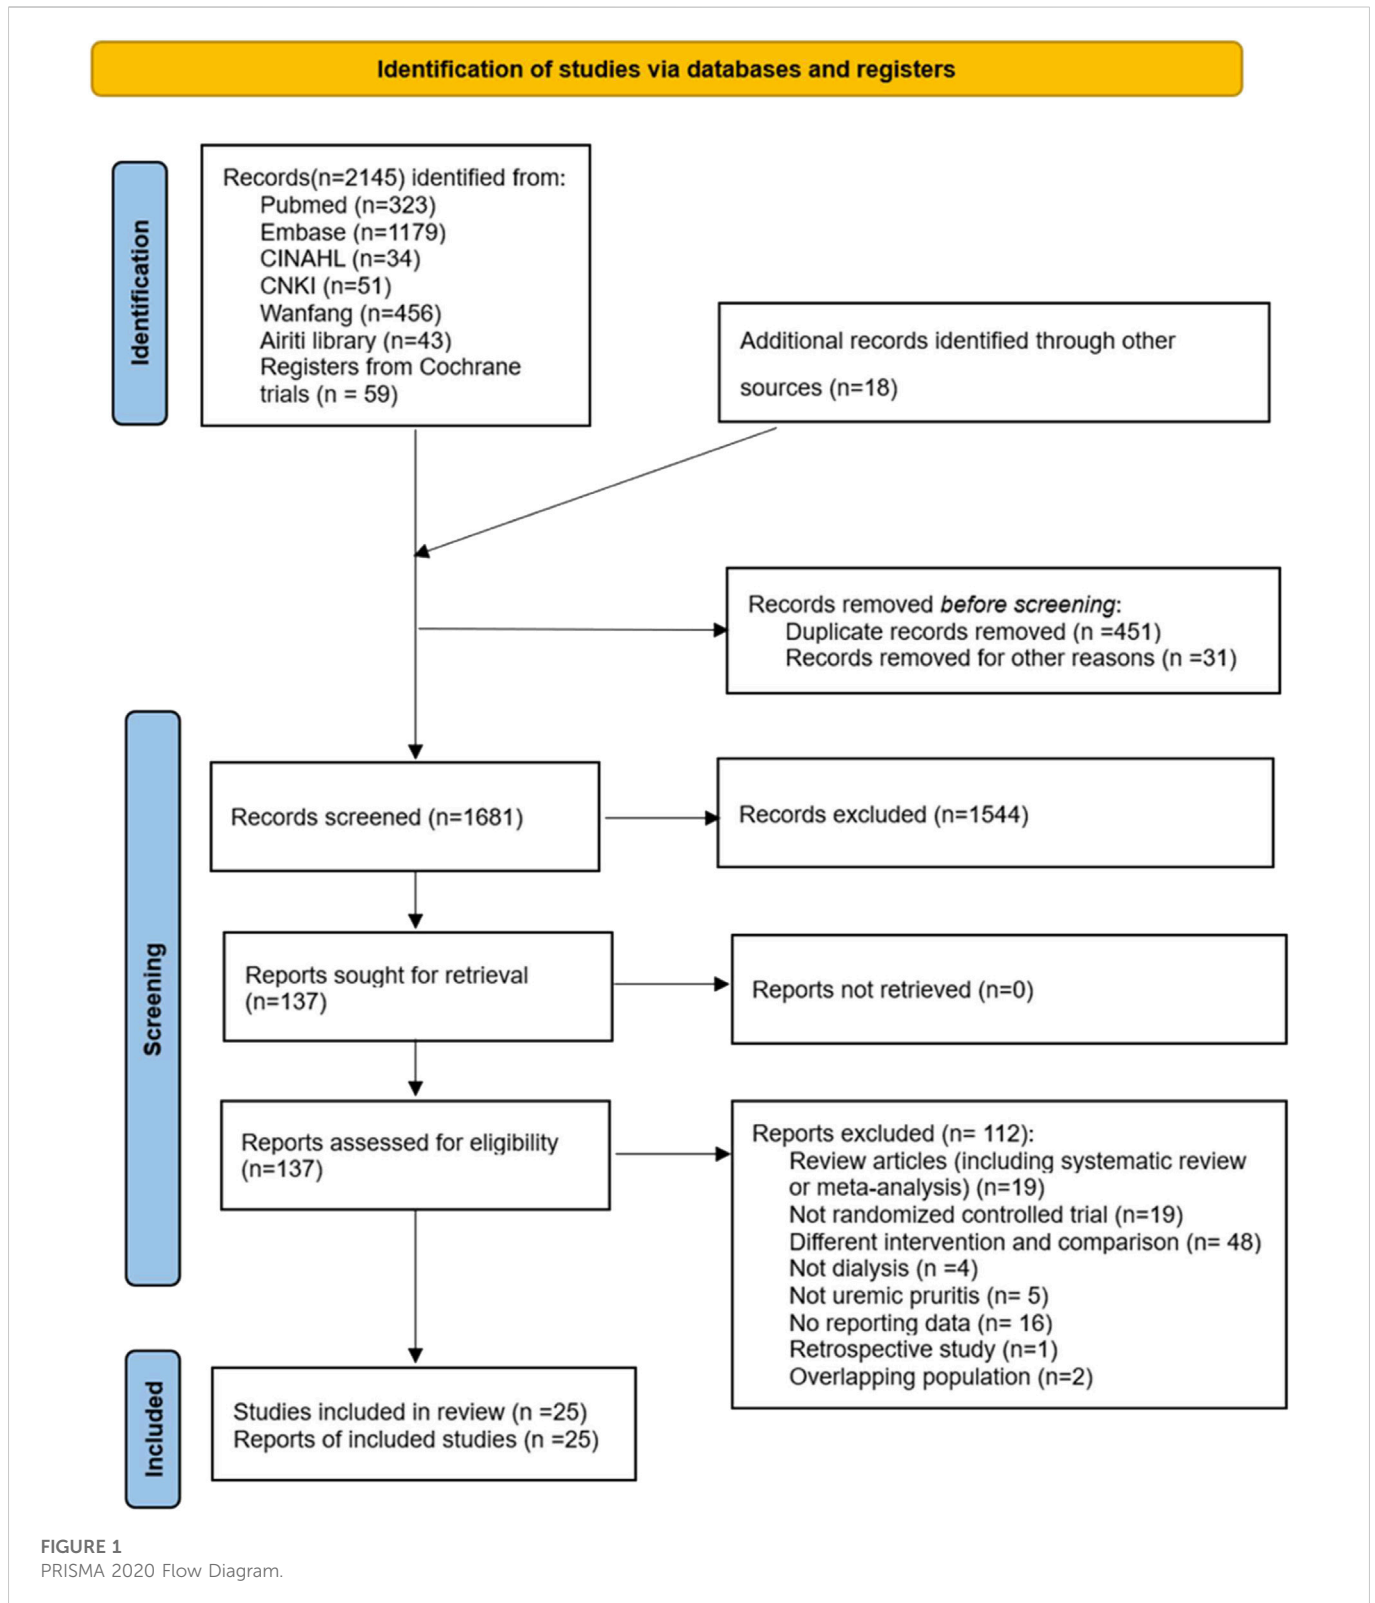 Identification of studies via databases and registers
Identification
Records(n=2145) identified from:
Pubmed (n=323)
Embase (n=1179)
CINAHL (n=34)
CNKI (n=51)
Wanfang (n=456)
Airiti library (n=43)
Registers from Cochrane
trials (n = 59)
Additional records identified through other
sources (n=18)
Records removed before screening:
Duplicate records removed (n =451)
Records removed for other reasons (n =31)
Screening
Records screened (n=1681)
Records excluded (n=1544)
Reports sought for retrieval
(n=137)
Reports not retrieved (n=0)
Reports assessed for eligibility
(n=137)
Reports excluded (n= 112):
Review articles (including systematic review
or meta-analysis) (n=19)
Not randomized controlled trial (n=19)
Different intervention and comparison (n= 48)
Not dialysis (n =4)
Not uremic pruritis (n= 5)
No reporting data (n= 16)
Retrospective study (n=1)
Overlapping population (n=2)
Included
Studies included in review (n =25)
Reports of included studies (n =25)
FIGURE 1
PRISMA 2020 Flow Diagram.